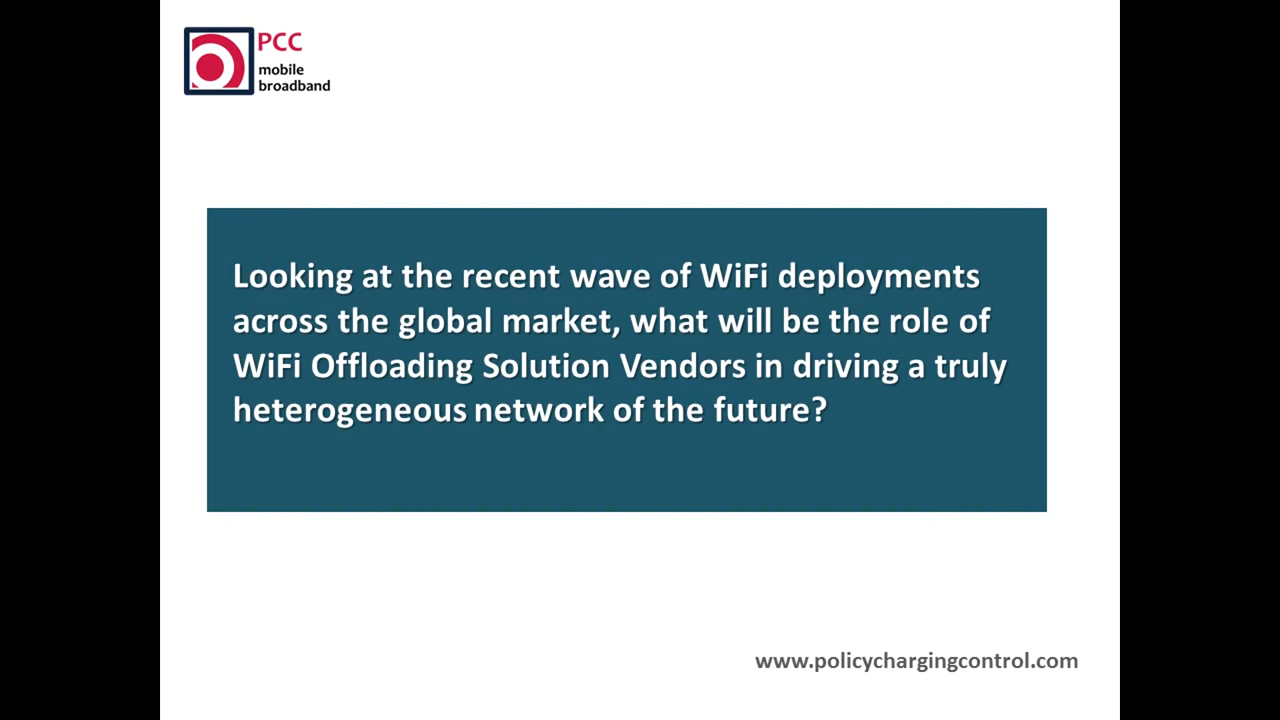 PCC
mobile
broadband
Looking at the recent wave of WiFi deployments
across the global market, what will be the role of
WiFi Offloading Solution Vendors in driving a truly
heterogeneous network of the future?
www.policychargingcontrol.com